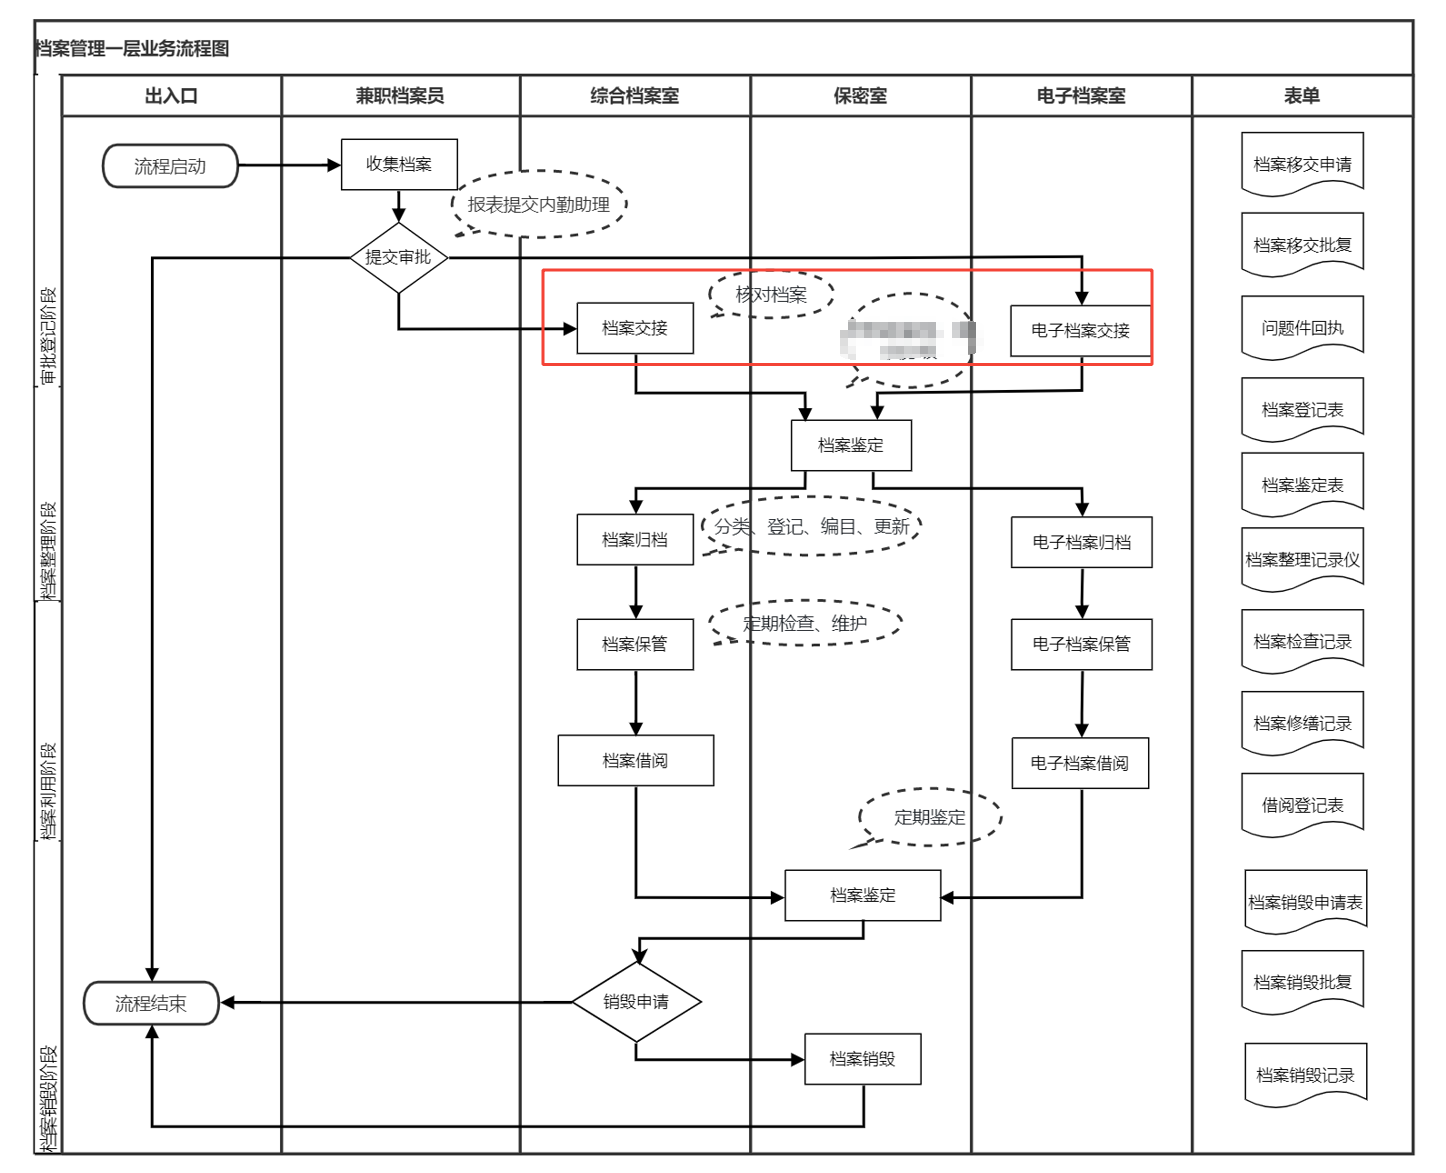 档案管理一层业务流程图
出入口
兼职档案员
综合档案室
保密室
电子档案室
表单
审批登记阶段
档案整理阶段
档案利用阶段
档案销毁阶段
流程启动
收集档案
报表提交内勤助理
提交审批
核对档案
档案交接
电子档案交接
档案鉴定
分类、登记、编目、更新
档案归档
电子档案归档
定期检查、维护
档案保管
电子档案保管
档案借阅
电子档案借阅
定期鉴定
档案鉴定
销毁申请
流程结束
档案销毁
档案移交申请
档案移交批复
问题件回执
档案登记表
档案鉴定表
档案整理记录仪
档案检查记录
档案修缮记录
借阅登记表
档案销毁申请表
档案销毁批复
档案销毁记录